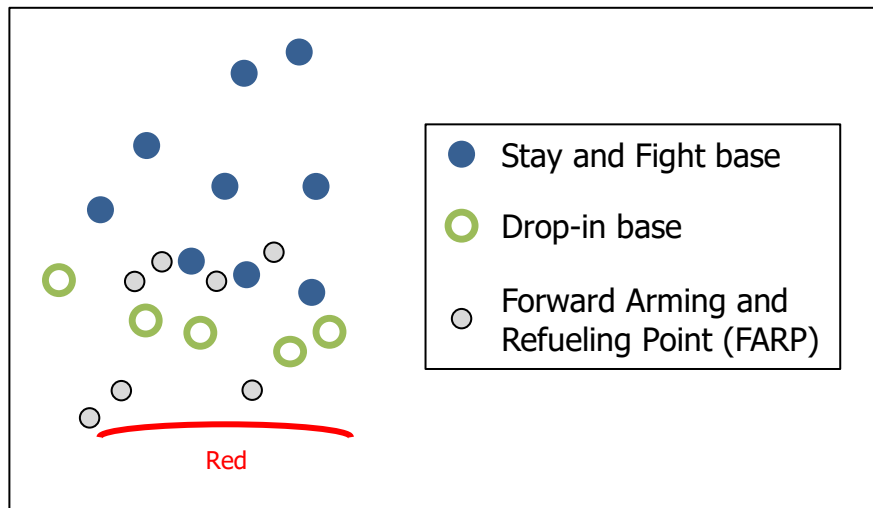 Stay and Fight base
Drop-in base
Forward Arming and
Refueling Point (FARP)
Red